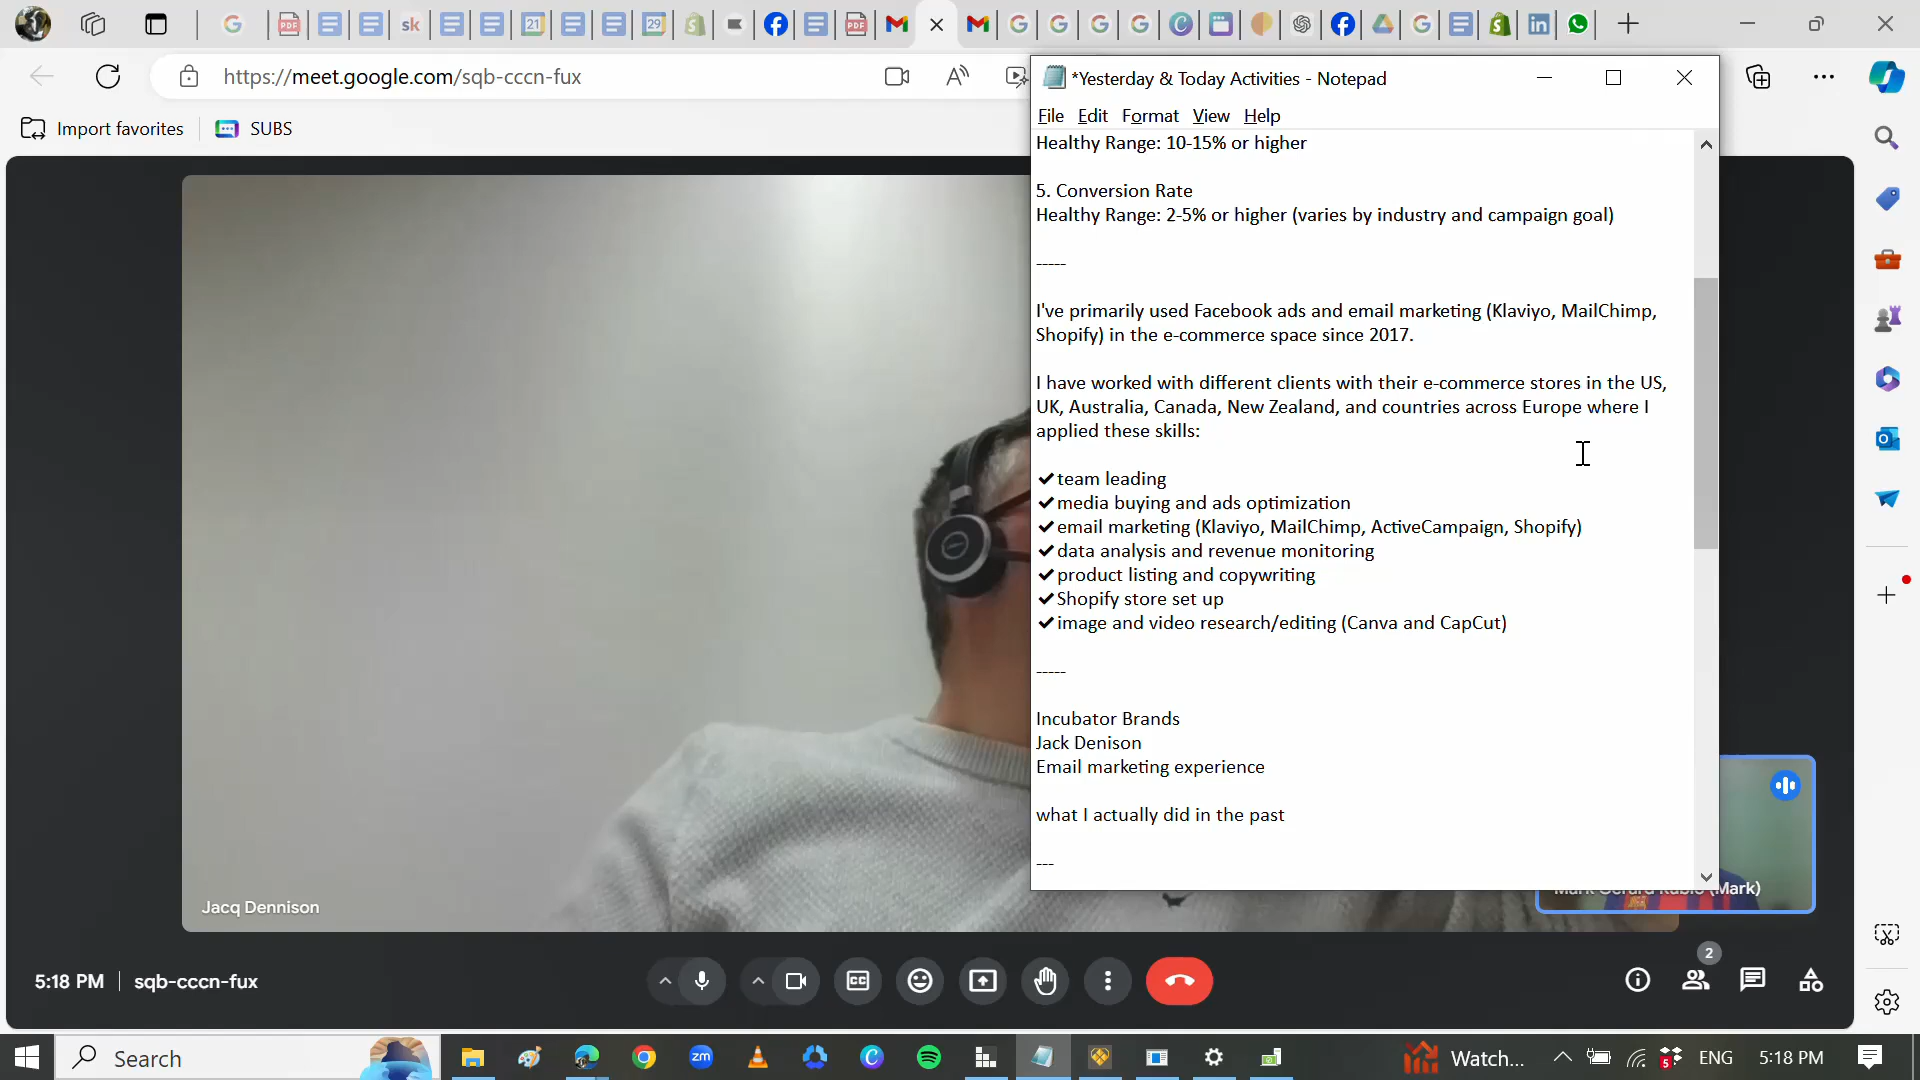 https://meet.google.com/sqb-cccn-fux
Import favorites
SUBS
*Yesterday & Today Activities - Notepad
File Edit Format View Help
Healthy Range: 10-15% or higher
5. Conversion Rate
Healthy Range: 2-5% or higher (varies by industry and campaign goal)
-----
I've primarily used Facebook ads and email marketing (Klaviyo, MailChimp,
Shopify) in the e-commerce space since 2017.
I have worked with different clients with their e-commerce stores in the US,
UK, Australia, Canada, New Zealand, and countries across Europe where I
applied these skills:
✔team leading
✔media buying and ads optimization
✔email marketing (Klaviyo, MailChimp, ActiveCampaign, Shopify)
✔data analysis and revenue monitoring
✔product listing and copywriting
✔Shopify store set up
✔image and video research/editing (Canva and CapCut)
-----
Incubator Brands
Jack Denison
Email marketing experience
what I actually did in the past
---
Jacq Dennison
(Mark)
5:18 PM | sqb-cccn-fux
2
Search
Watch...
5
ENG
5:18 PM